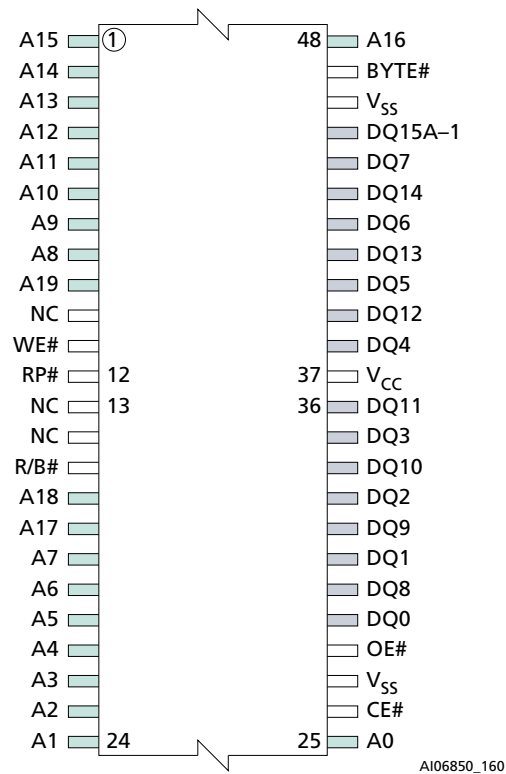 A15 1 48 A16
A14 BYTE#
A13 VSS
A12 DQ15A–1
A11 DQ7
A10 DQ14
A9 DQ6
A8 DQ13
A19 DQ5
NC DQ12
WE# DQ4
RP# 12 37 VCC
NC 13 36 DQ11
NC DQ3
R/B# DQ10
A18 DQ2
A17 DQ9
A7 DQ1
A6 DQ8
A5 DQ0
A4 OE#
A3 VSS
A2 CE#
A1 24 25 A0
AI06850_160